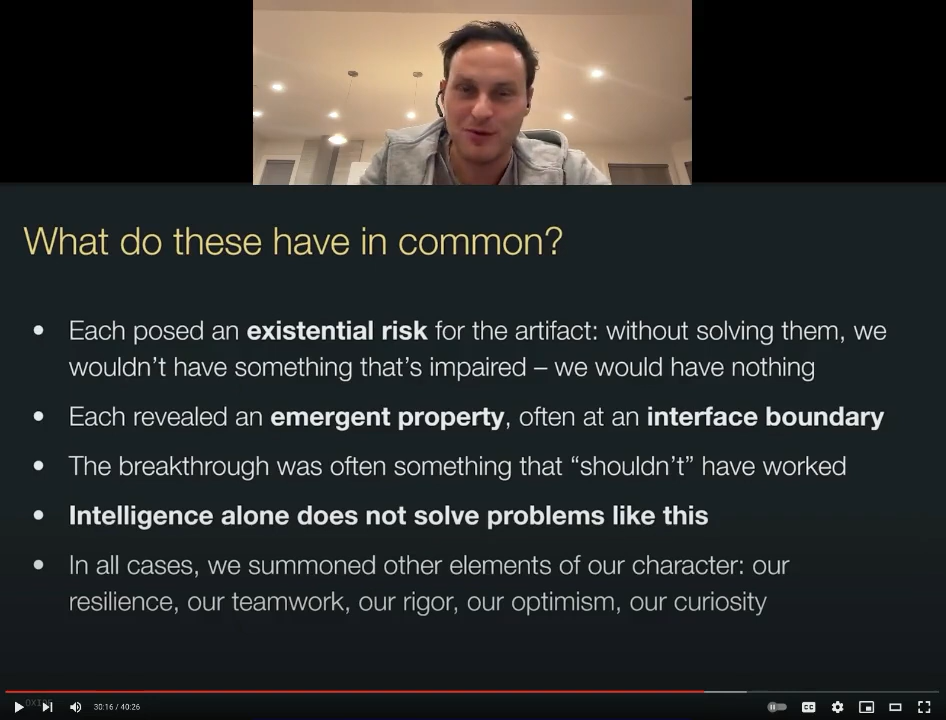 What do these have in common?
• Each posed an existential risk for the artifact: without solving them, we
wouldn't have something that's impaired – we would have nothing
• Each revealed an emergent property, often at an interface boundary
• The breakthrough was often something that “shouldn't” have worked
• Intelligence alone does not solve problems like this
• In all cases, we summoned other elements of our character: our
resilience, our teamwork, our rigor, our optimism, our curiosity
30:16 / 40:26
CC